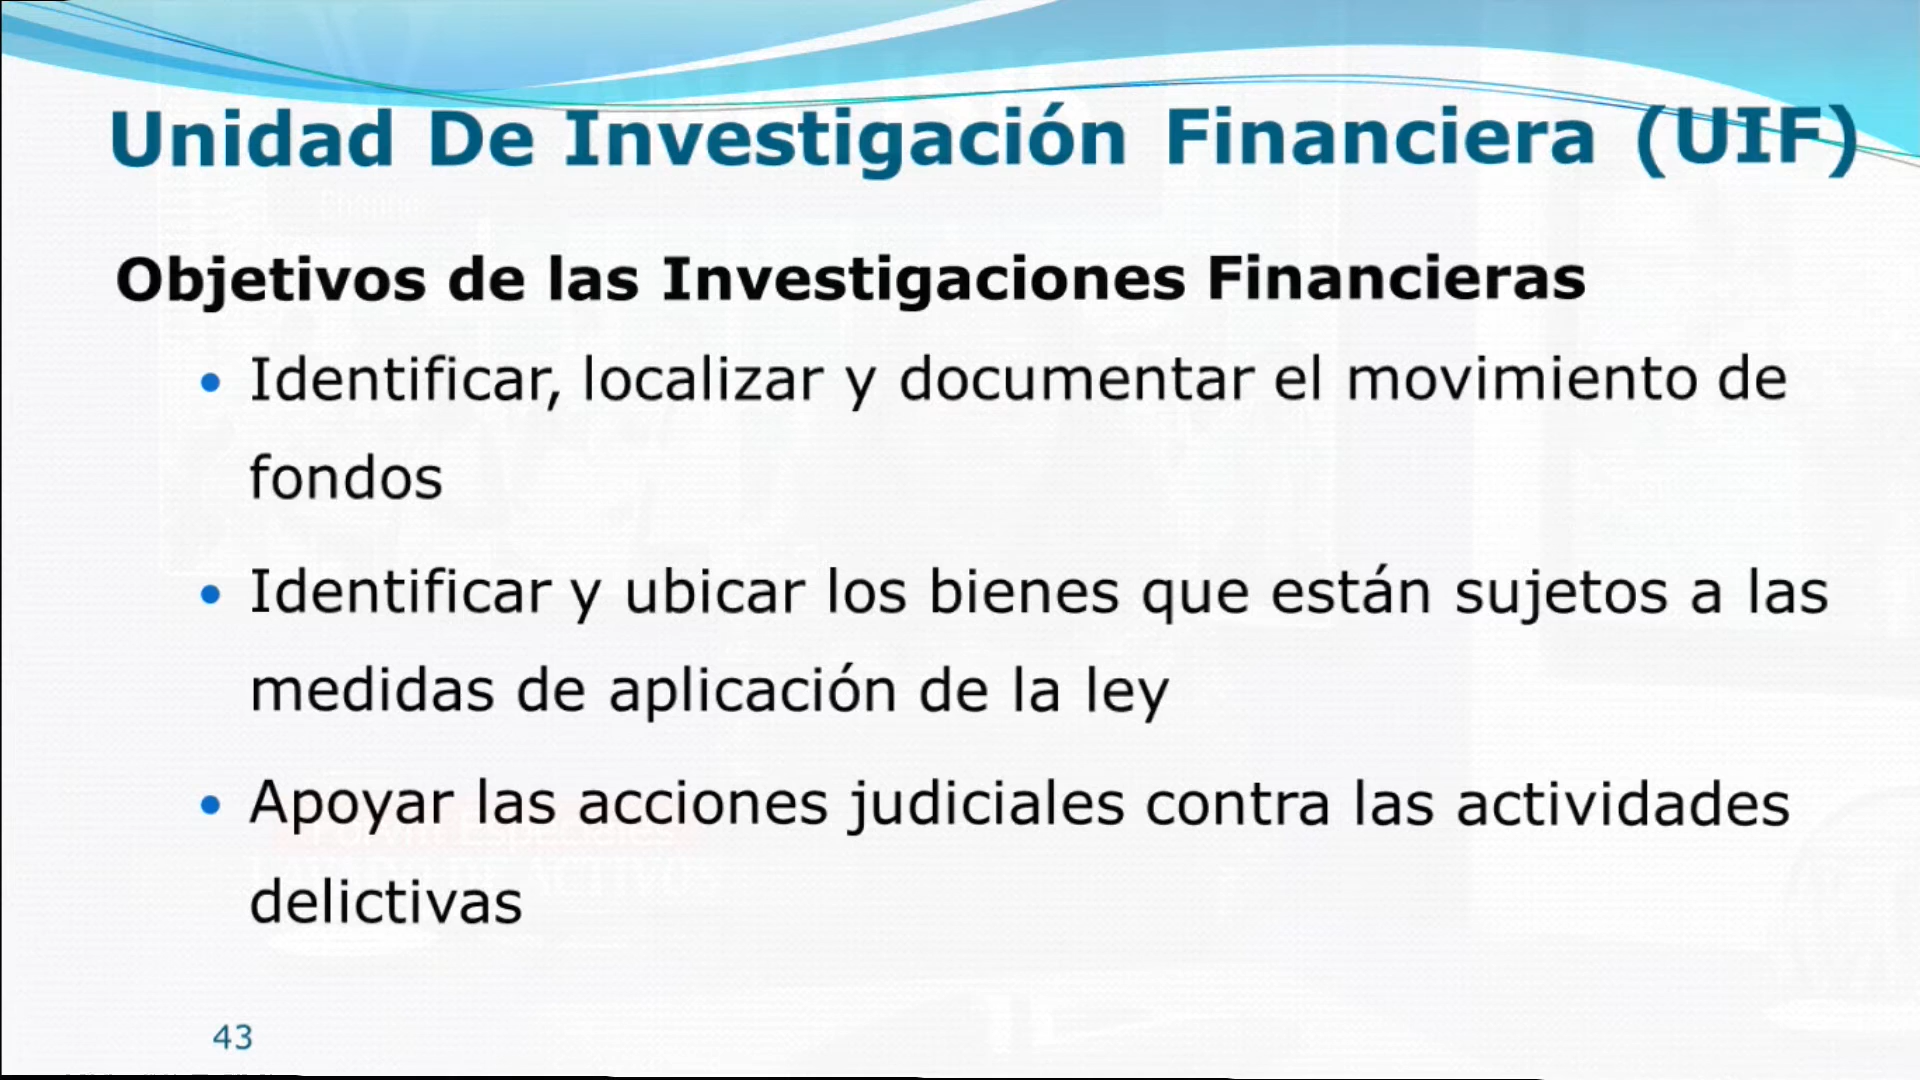 Unidad De Investigación Financiera (UIF)
Objetivos de las Investigaciones Financieras
• Identificar, localizar y documentar el movimiento de
fondos
• Identificar y ubicar los bienes que están sujetos a las
medidas de aplicación de la ley
• Apoyar las acciones judiciales contra las actividades
delictivas
43